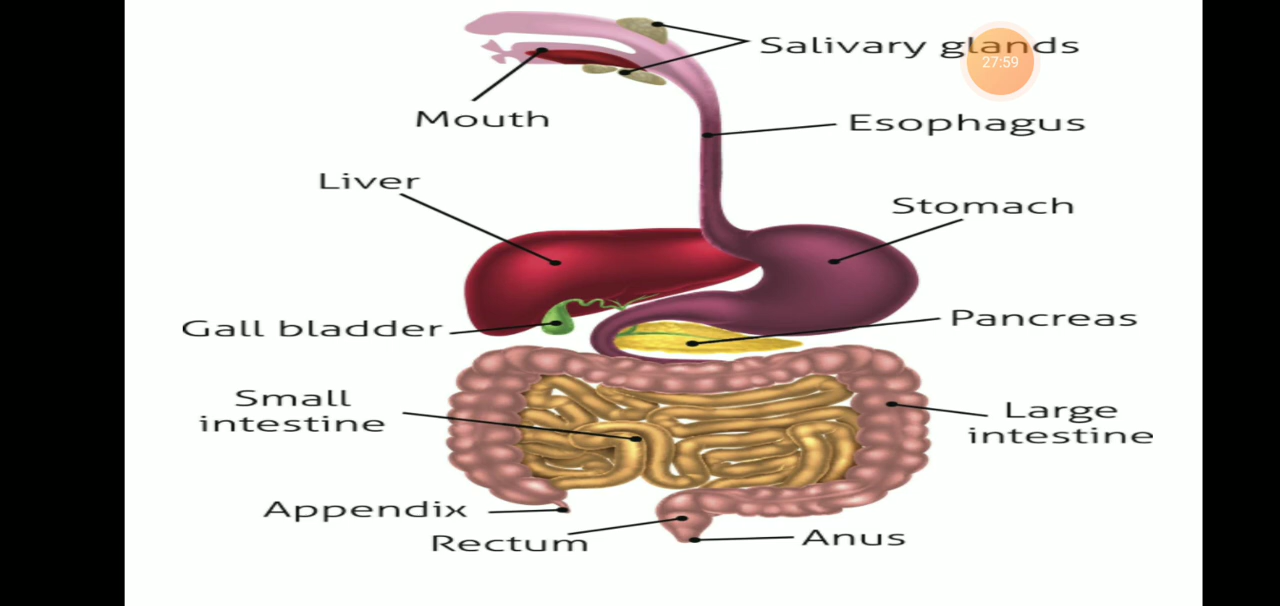 Salivary glands
27:59
Mouth
Esophagus
Liver
Stomach
Gall bladder
Pancreas
Small
intestine
Large
intestine
Appendix
Rectum
Anus